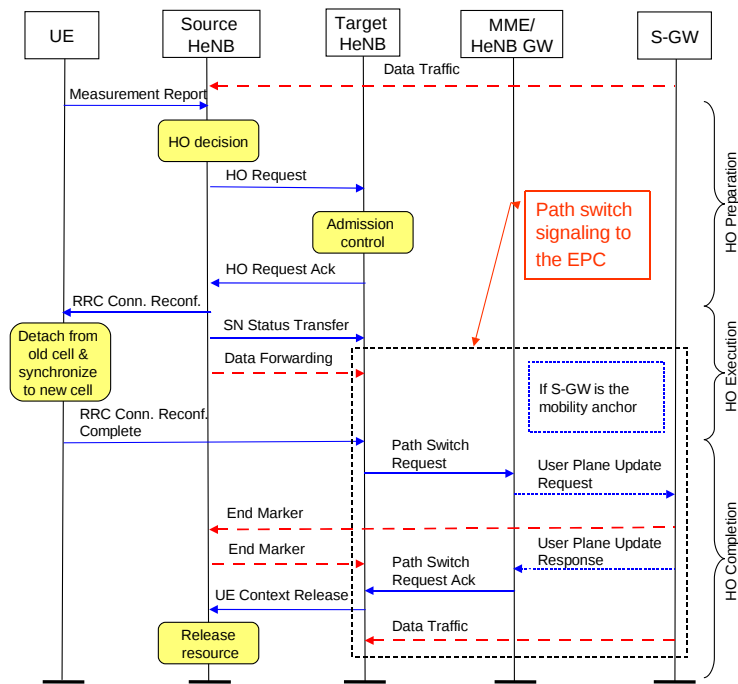 UE
Source
HeNB
Target
HeNB
MME/
HeNB GW
S-GW
Data Traffic
Measurement Report
HO decision
HO Request
Path switch
signaling to
the EPC
Admission
control
HO Preparation
HO Request Ack
RRC Conn. Reconf.
SN Status Transfer
Detach from
old cell &
synchronize
to new cell
Data Forwarding
If S-GW is the
mobility anchor
HO Execution
RRC Conn. Reconf.
Complete
Path Switch
Request
User Plane Update
Request
End Marker
End Marker
User Plane Update
Response
Path Switch
Request Ack
HO Completion
UE Context Release
Data Traffic
Release
resource